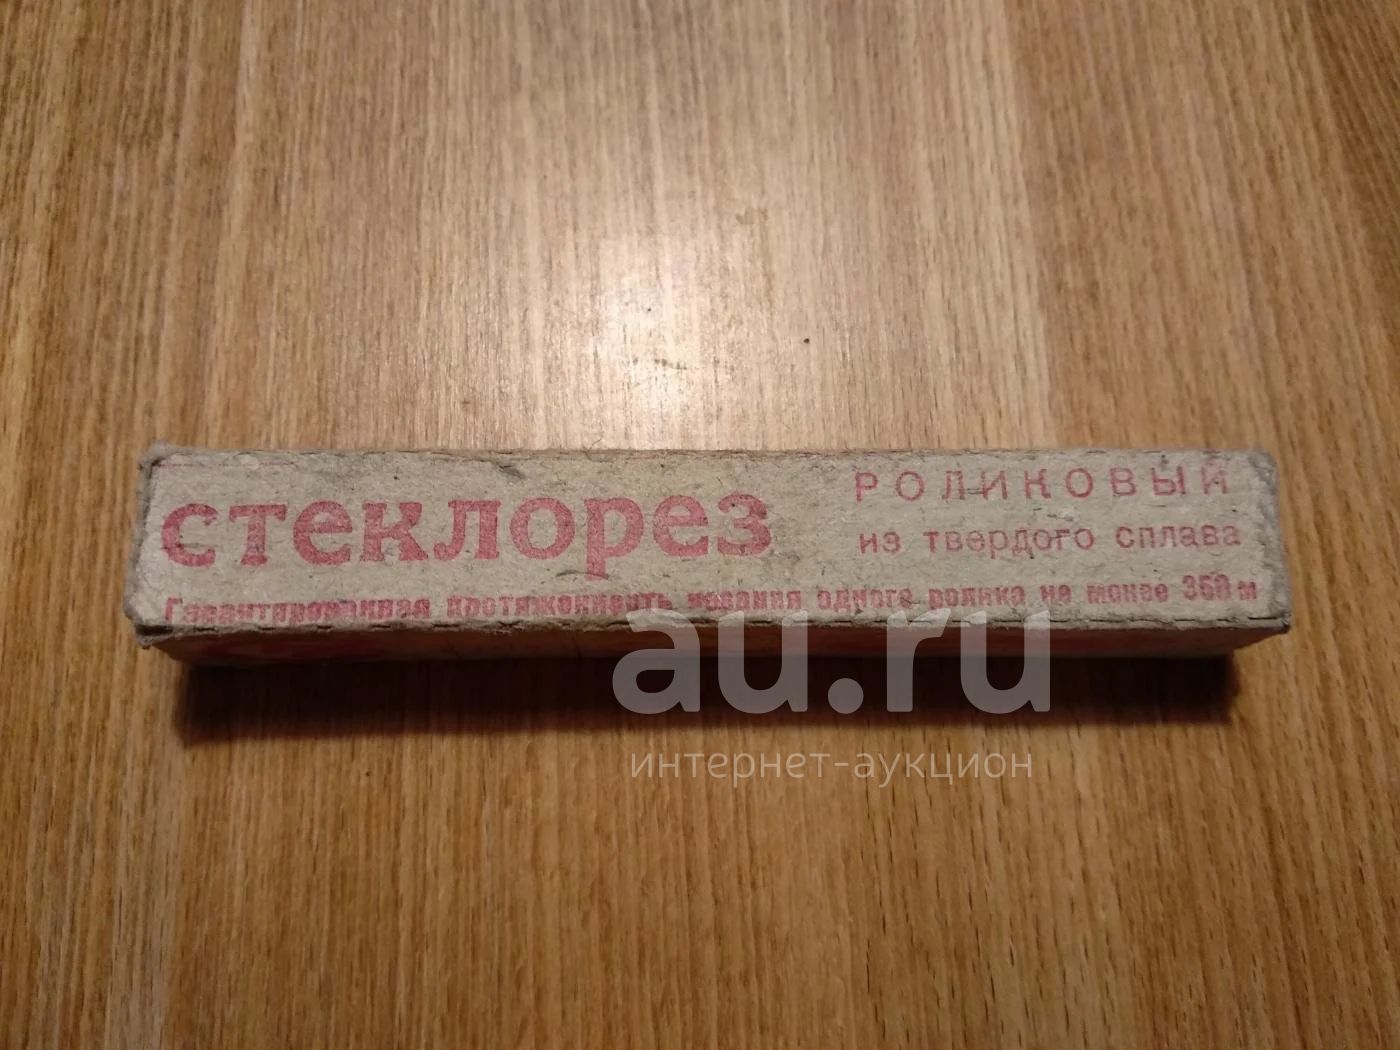 стеклорез
РОЛИКОВЫЙ
из твердого сплава
Гарантированная протяженность резания одного ролика не менее 350 м
au.ru
интернет-аукцион